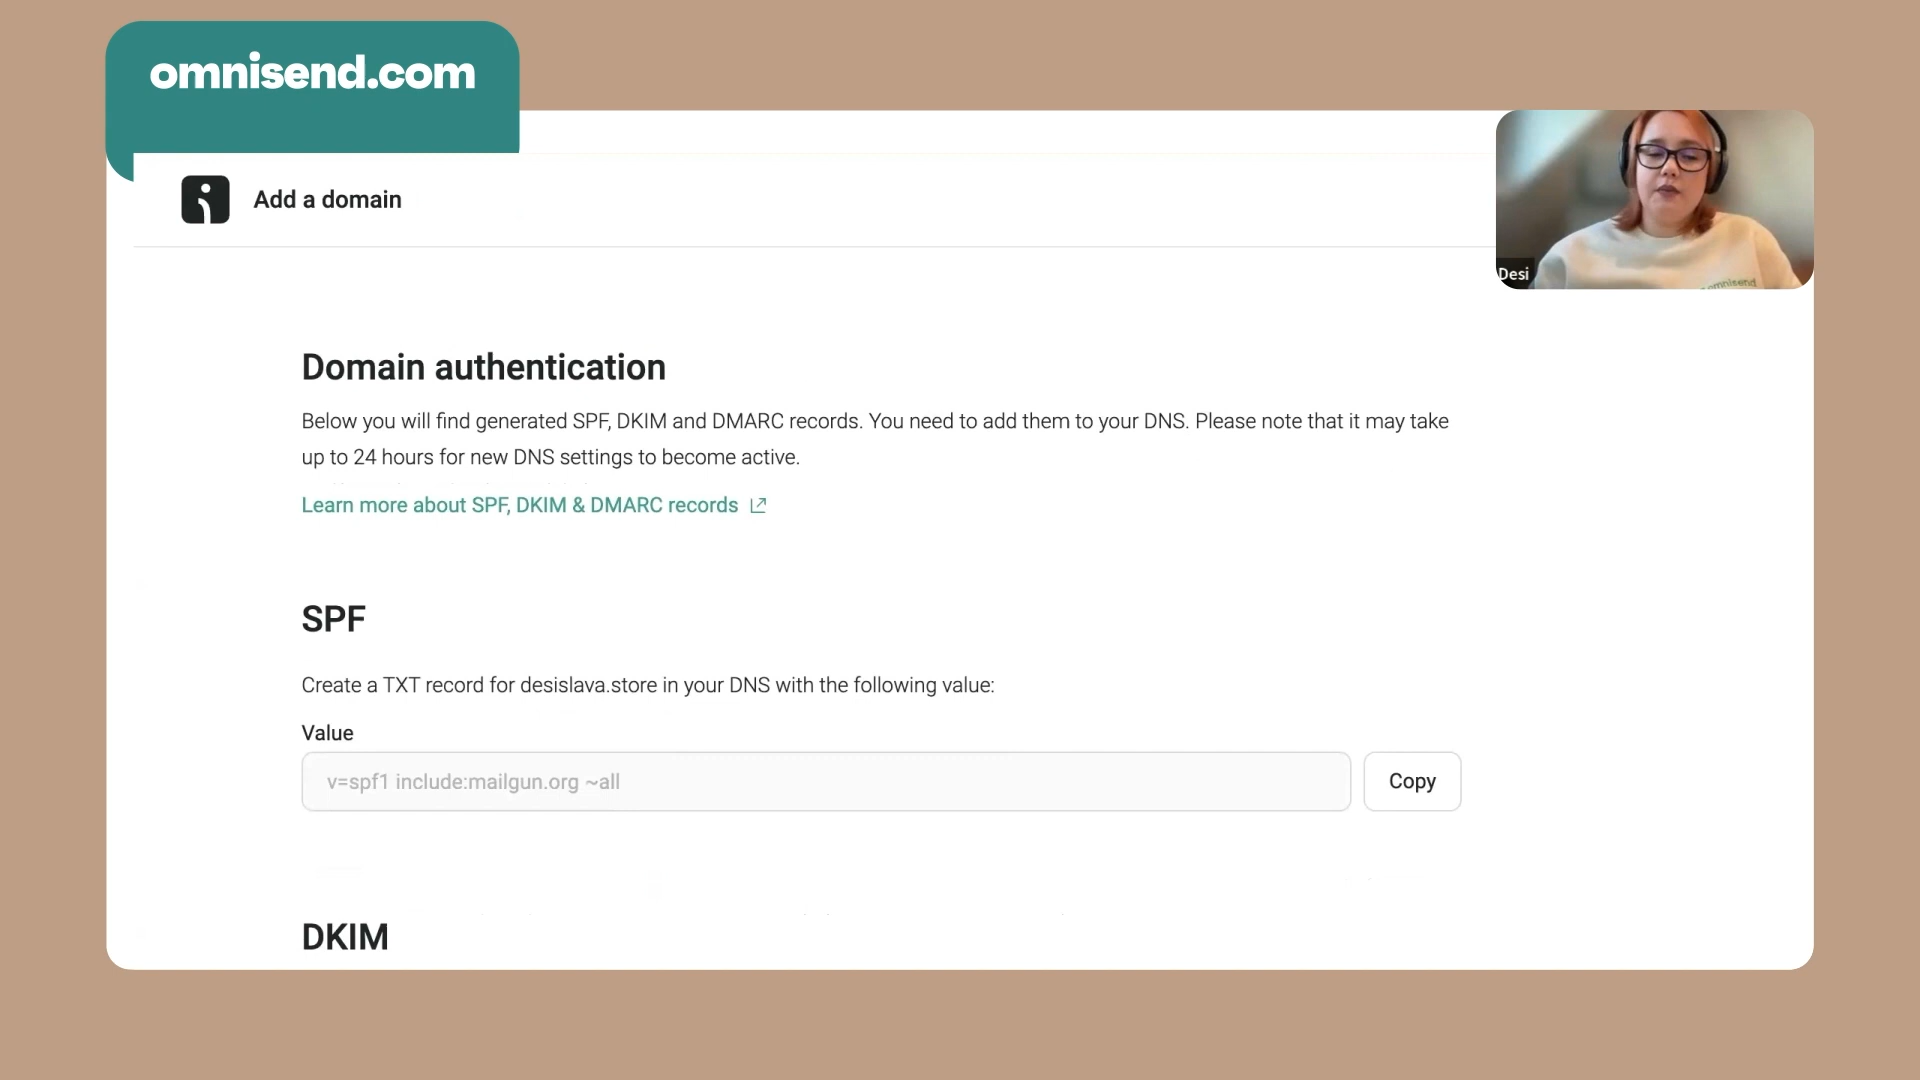 omnisend.com
Add a domain
Desi
omnisend
Domain authentication
Below you will find generated SPF, DKIM and DMARC records. You need to add them to your DNS. Please note that it may take
up to 24 hours for new DNS settings to become active.
Learn more about SPF, DKIM & DMARC records
SPF
Create a TXT record for desislava.store in your DNS with the following value:
Value
v=spf1 include:mailgun.org ~all
Copy
DKIM